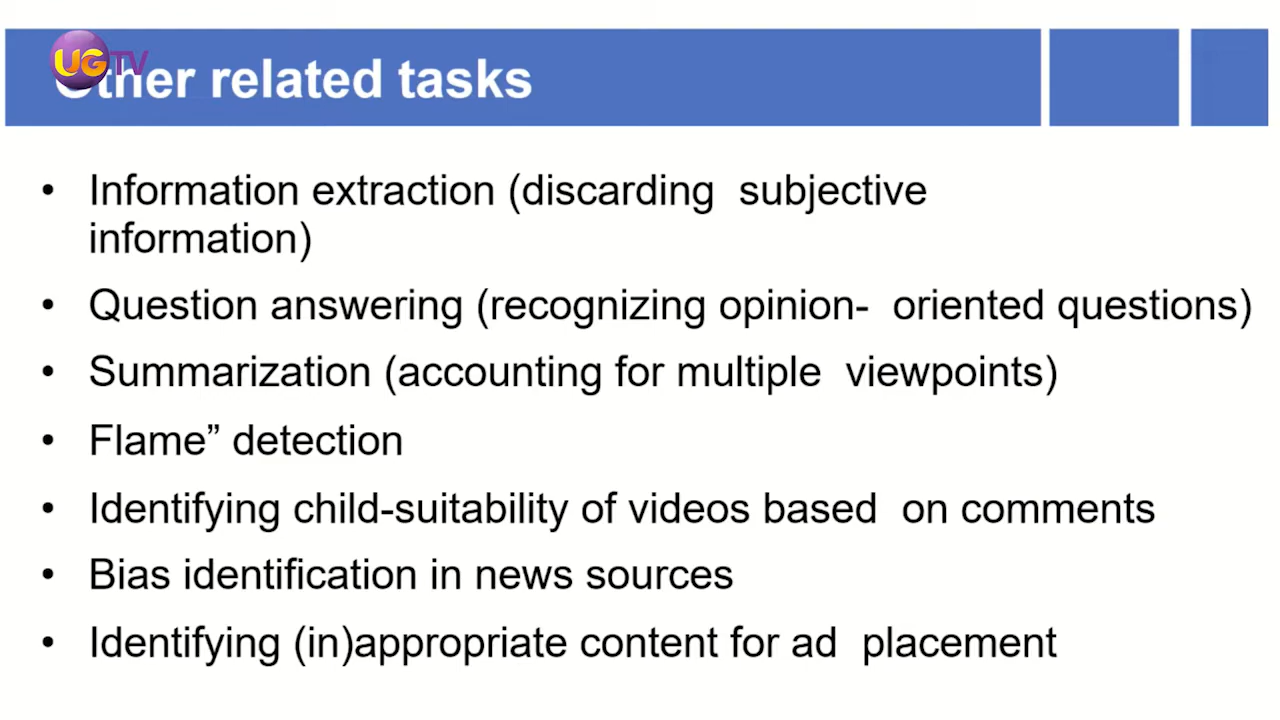 UGTV
Other related tasks
• Information extraction (discarding subjective
information)
• Question answering (recognizing opinion- oriented questions)
• Summarization (accounting for multiple viewpoints)
• Flame” detection
• Identifying child-suitability of videos based on comments
• Bias identification in news sources
• Identifying (in)appropriate content for ad placement